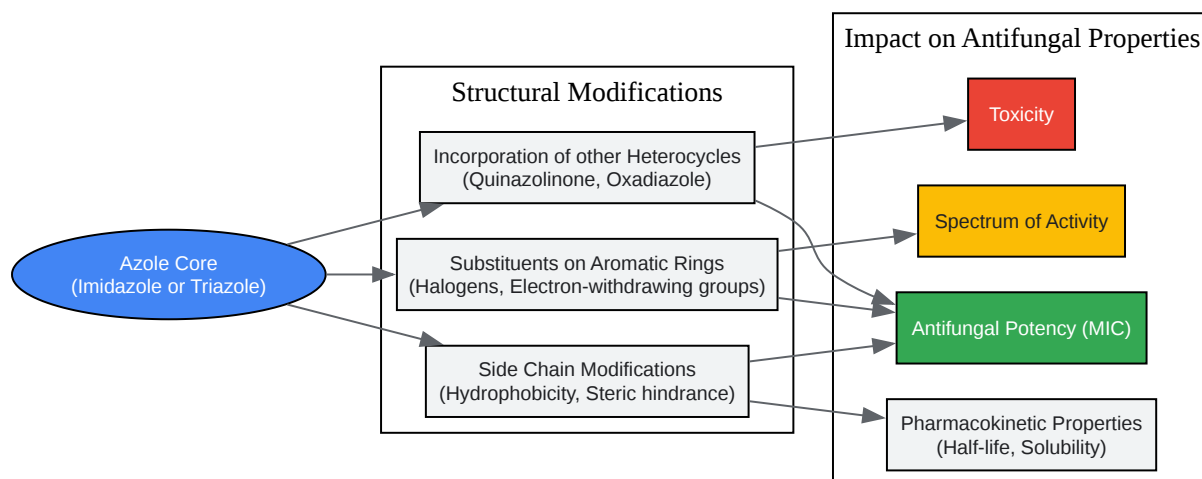 Impact on Antifungal Properties
Structural Modifications
Azole Core
(Imidazole or Triazole)
Incorporation of other Heterocycles
(Quinazolinone, Oxadiazole)
Substituents on Aromatic Rings
(Halogens, Electron-withdrawing groups)
Side Chain Modifications
(Hydrophobicity, Steric hindrance)
Toxicity
Spectrum of Activity
Antifungal Potency (MIC)
Pharmacokinetic Properties
(Half-life, Solubility)